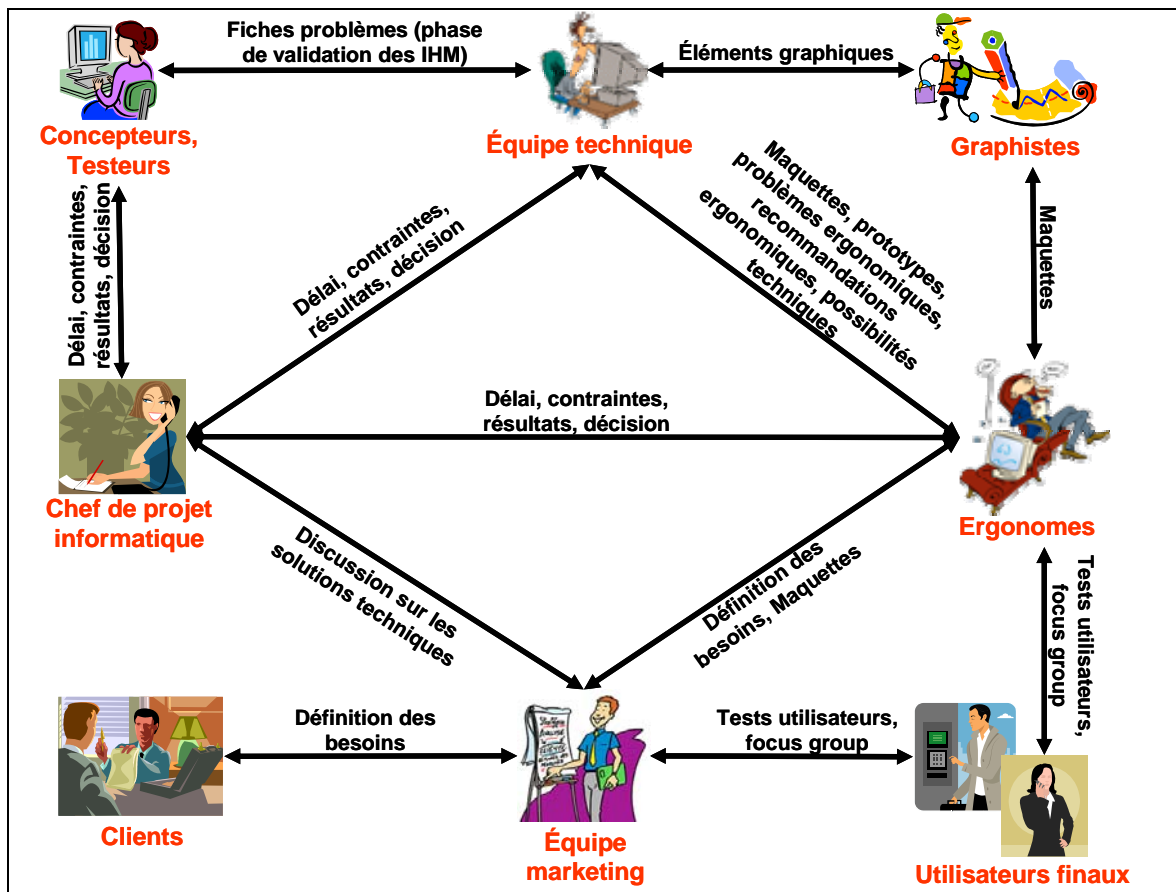 Fiches problèmes (phase
de validation des IHM)
Éléments graphiques
Concepteurs,
Testeurs
Équipe technique
Graphistes
Délai, contraintes,
résultats, décision
Délai, contraintes,
résultats, décision
Maquettes, prototypes,
problèmes ergonomiques,
recommandations
ergonomiques, possibilités
techniques
Maquettes
Délai, contraintes,
résultats, décision
Chef de projet
informatique
Ergonomes
Discussion sur les
solutions techniques
Définition des
besoins, Maquettes
Tests utilisateurs,
focus group
Définition des
besoins
Tests utilisateurs,
focus group
Clients
Équipe
marketing
Utilisateurs finaux